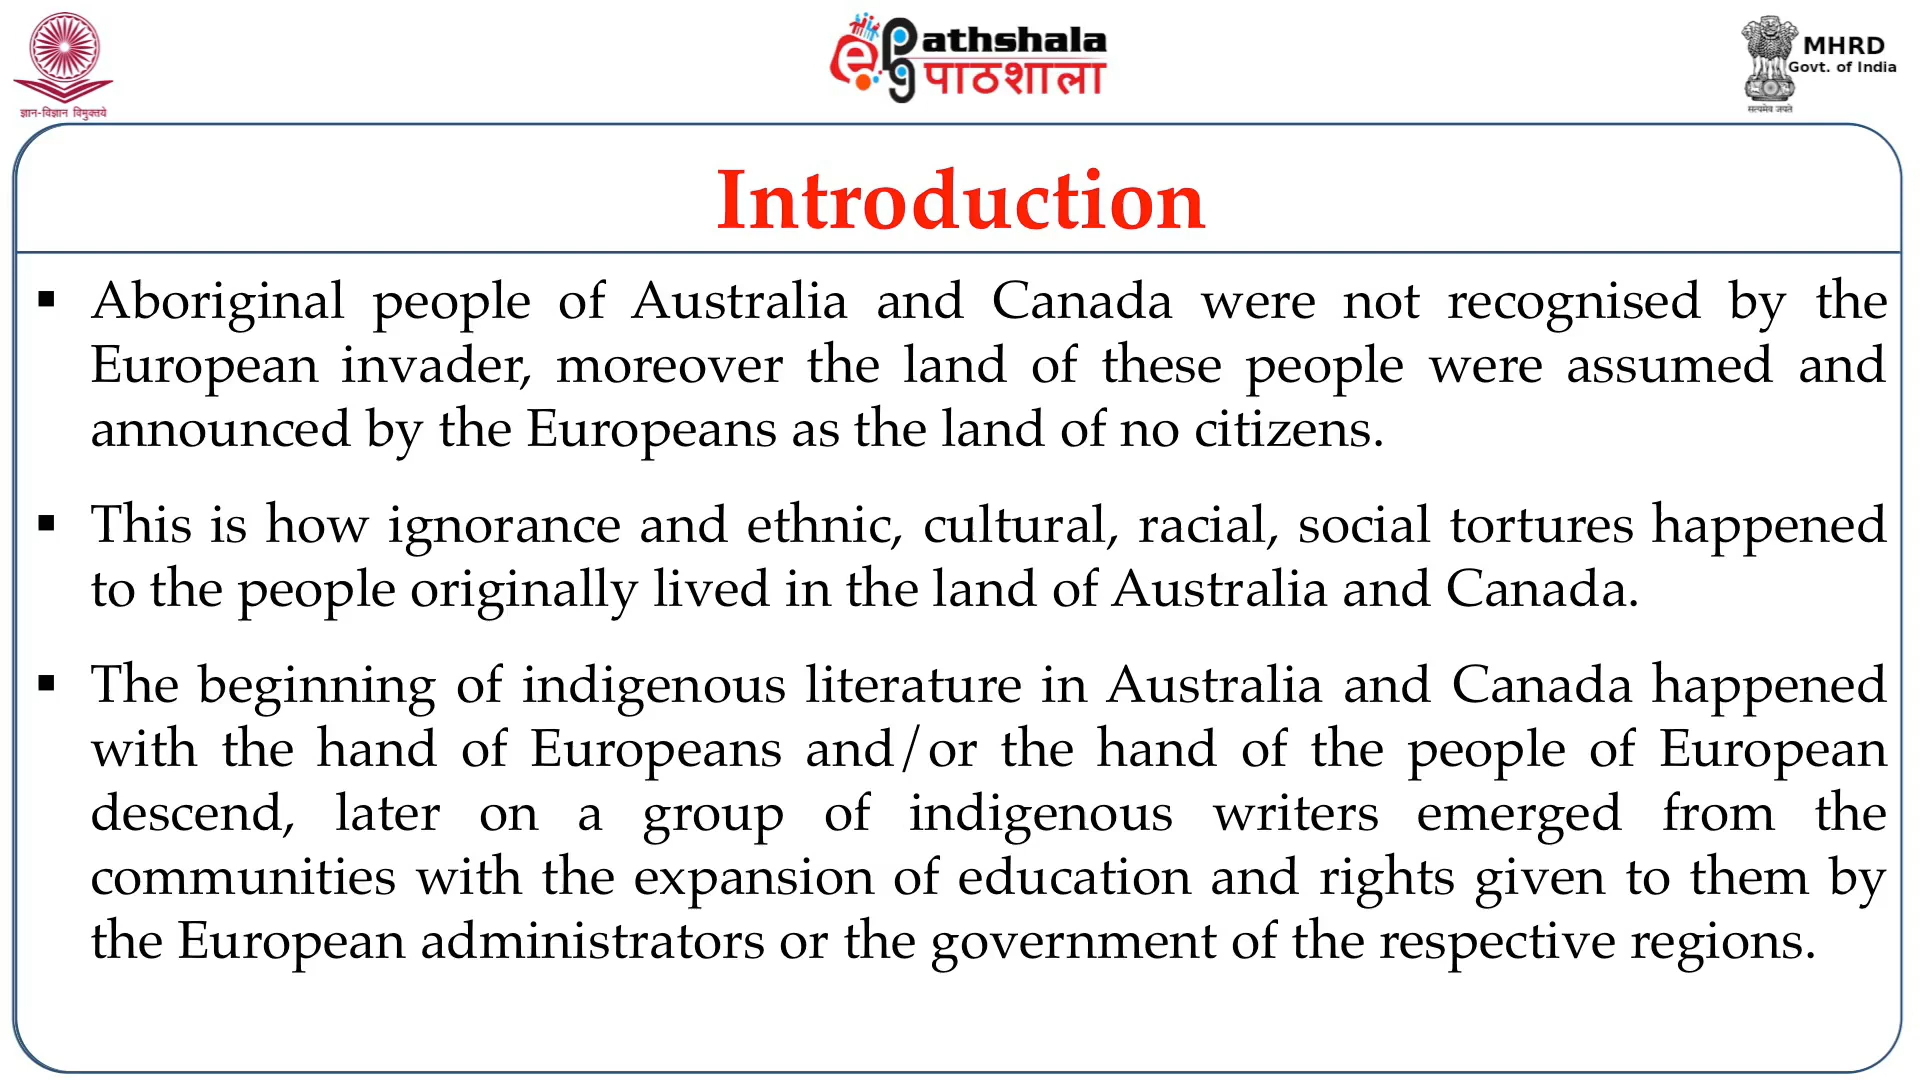 ज्ञान-विज्ञान विमुक्तये
e PG athshala
पाठशाला
MHRD
Govt. of India
सत्यमेव जयते
Introduction
▪ Aboriginal people of Australia and Canada were not recognised by the
European invader, moreover the land of these people were assumed and
announced by the Europeans as the land of no citizens.
▪ This is how ignorance and ethnic, cultural, racial, social tortures happened
to the people originally lived in the land of Australia and Canada.
▪ The beginning of indigenous literature in Australia and Canada happened
with the hand of Europeans and/or the hand of the people of European
descend, later on a group of indigenous writers emerged from the
communities with the expansion of education and rights given to them by
the European administrators or the government of the respective regions.